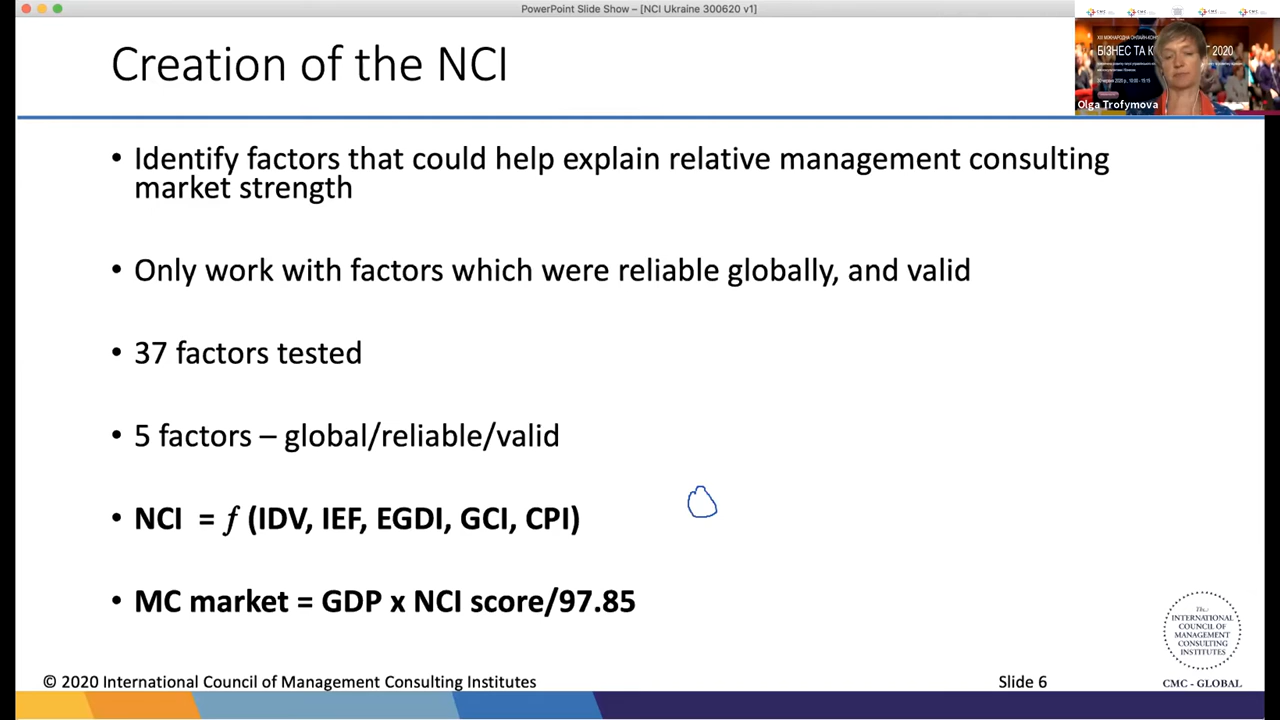 PowerPoint Slide Show – [NCI Ukraine 300620 v1]
Creation of the NCI
БІЗНЕС ТА К
2020
Olga Trofymova
• Identify factors that could help explain relative management consulting
market strength
• Only work with factors which were reliable globally, and valid
• 37 factors tested
• 5 factors – global/reliable/valid
• NCI = f (IDV, IEF, EGDI, GCI, CPI)
• MC market = GDP x NCI score/97.85
The
INTERNATIONAL
COUNCIL OF
MANAGEMENT
CONSULTING
INSTITUTES
CMC - GLOBAL
© 2020 International Council of Management Consulting Institutes
Slide 6